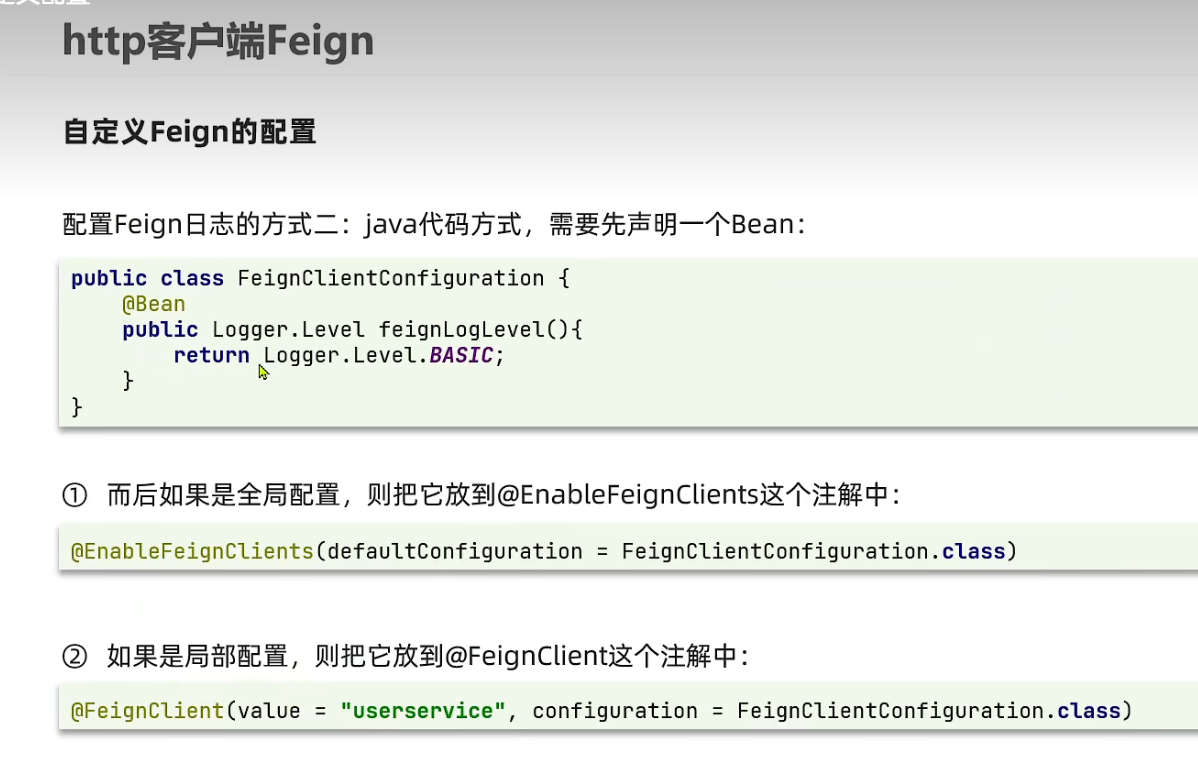 http客户端Feign
自定义Feign的配置
配置Feign日志的方式二：java代码方式，需要先声明一个Bean：
public class FeignClientConfiguration {
    @Bean
    public Logger.Level feignLogLevel(){
        return Logger.Level.BASIC;
    }
}
① 而后如果是全局配置，则把它放到@EnableFeignClients这个注解中：
@EnableFeignClients(defaultConfiguration = FeignClientConfiguration.class)
② 如果是局部配置，则把它放到@FeignClient这个注解中：
@FeignClient(value = "userservice", configuration = FeignClientConfiguration.class)